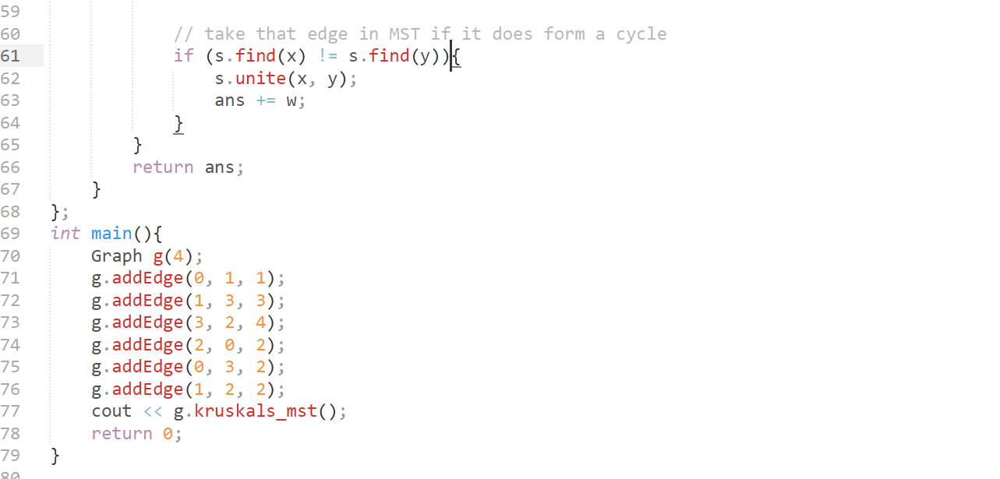 59
60 // take that edge in MST if it does form a cycle
61 if (s.find(x) != s.find(y)){
62 s.unite(x, y);
63 ans += w;
64 }
65 }
66 return ans;
67 }
68 };
69 int main(){
70 Graph g(4);
71 g.addEdge(0, 1, 1);
72 g.addEdge(1, 3, 3);
73 g.addEdge(3, 2, 4);
74 g.addEdge(2, 0, 2);
75 g.addEdge(0, 3, 2);
76 g.addEdge(1, 2, 2);
77 cout << g.kruskals_mst();
78 return 0;
79 }
80